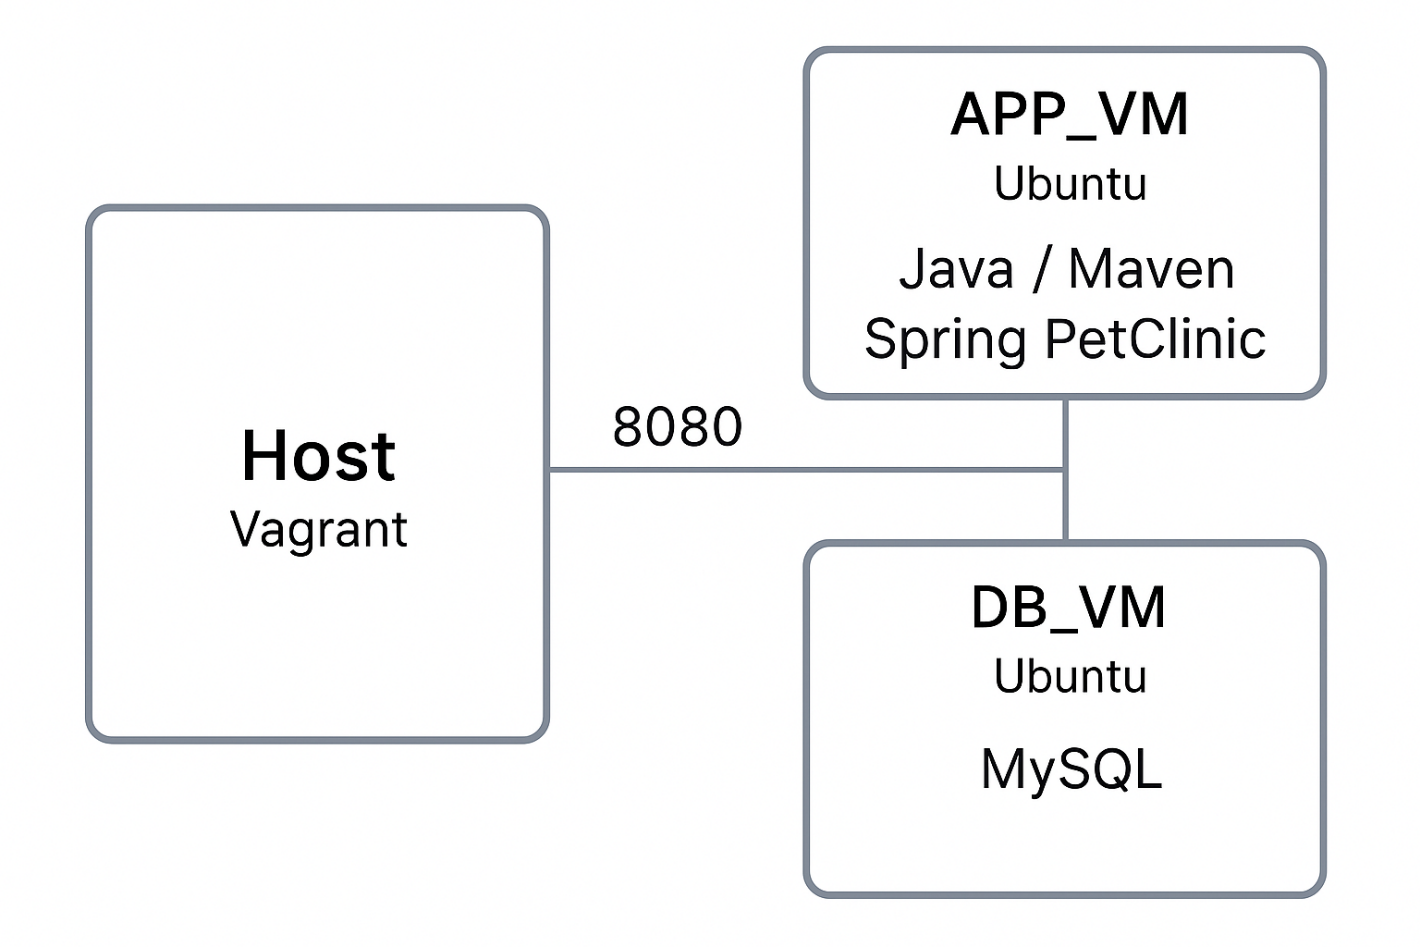 Host
Vagrant
8080
APP_VM
Ubuntu
Java / Maven
Spring PetClinic
DB_VM
Ubuntu
MySQL